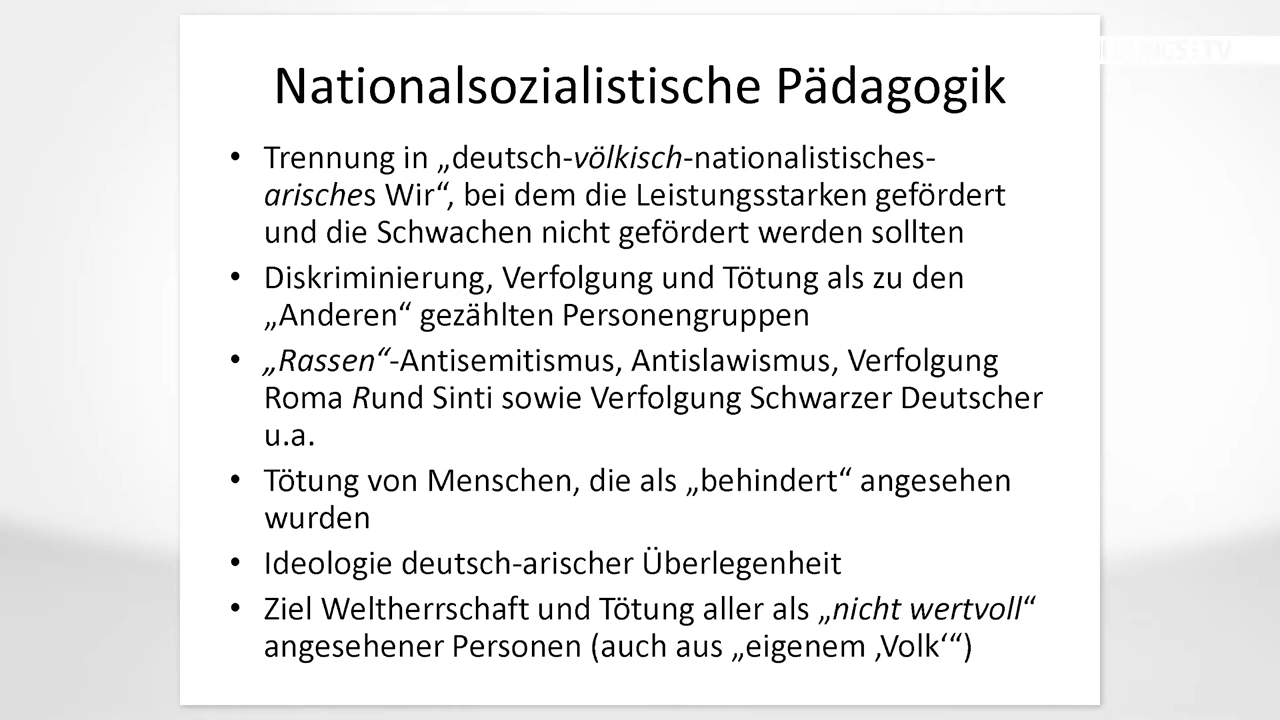 Nationalsozialistische Pädagogik
• Trennung in „deutsch-völkisch-nationalistisches-
arisches Wir“, bei dem die Leistungsstarken gefördert
und die Schwachen nicht gefördert werden sollten
• Diskriminierung, Verfolgung und Tötung als zu den
„Anderen“ gezählten Personengruppen
• „Rassen“-Antisemitismus, Antislawismus, Verfolgung
Roma Rund Sinti sowie Verfolgung Schwarzer Deutscher
u.a.
• Tötung von Menschen, die als „behindert“ angesehen
wurden
• Ideologie deutsch-arischer Überlegenheit
• Ziel Weltherrschaft und Tötung aller als „nicht wertvoll“
angesehener Personen (auch aus „eigenem ‚Volk‘“)